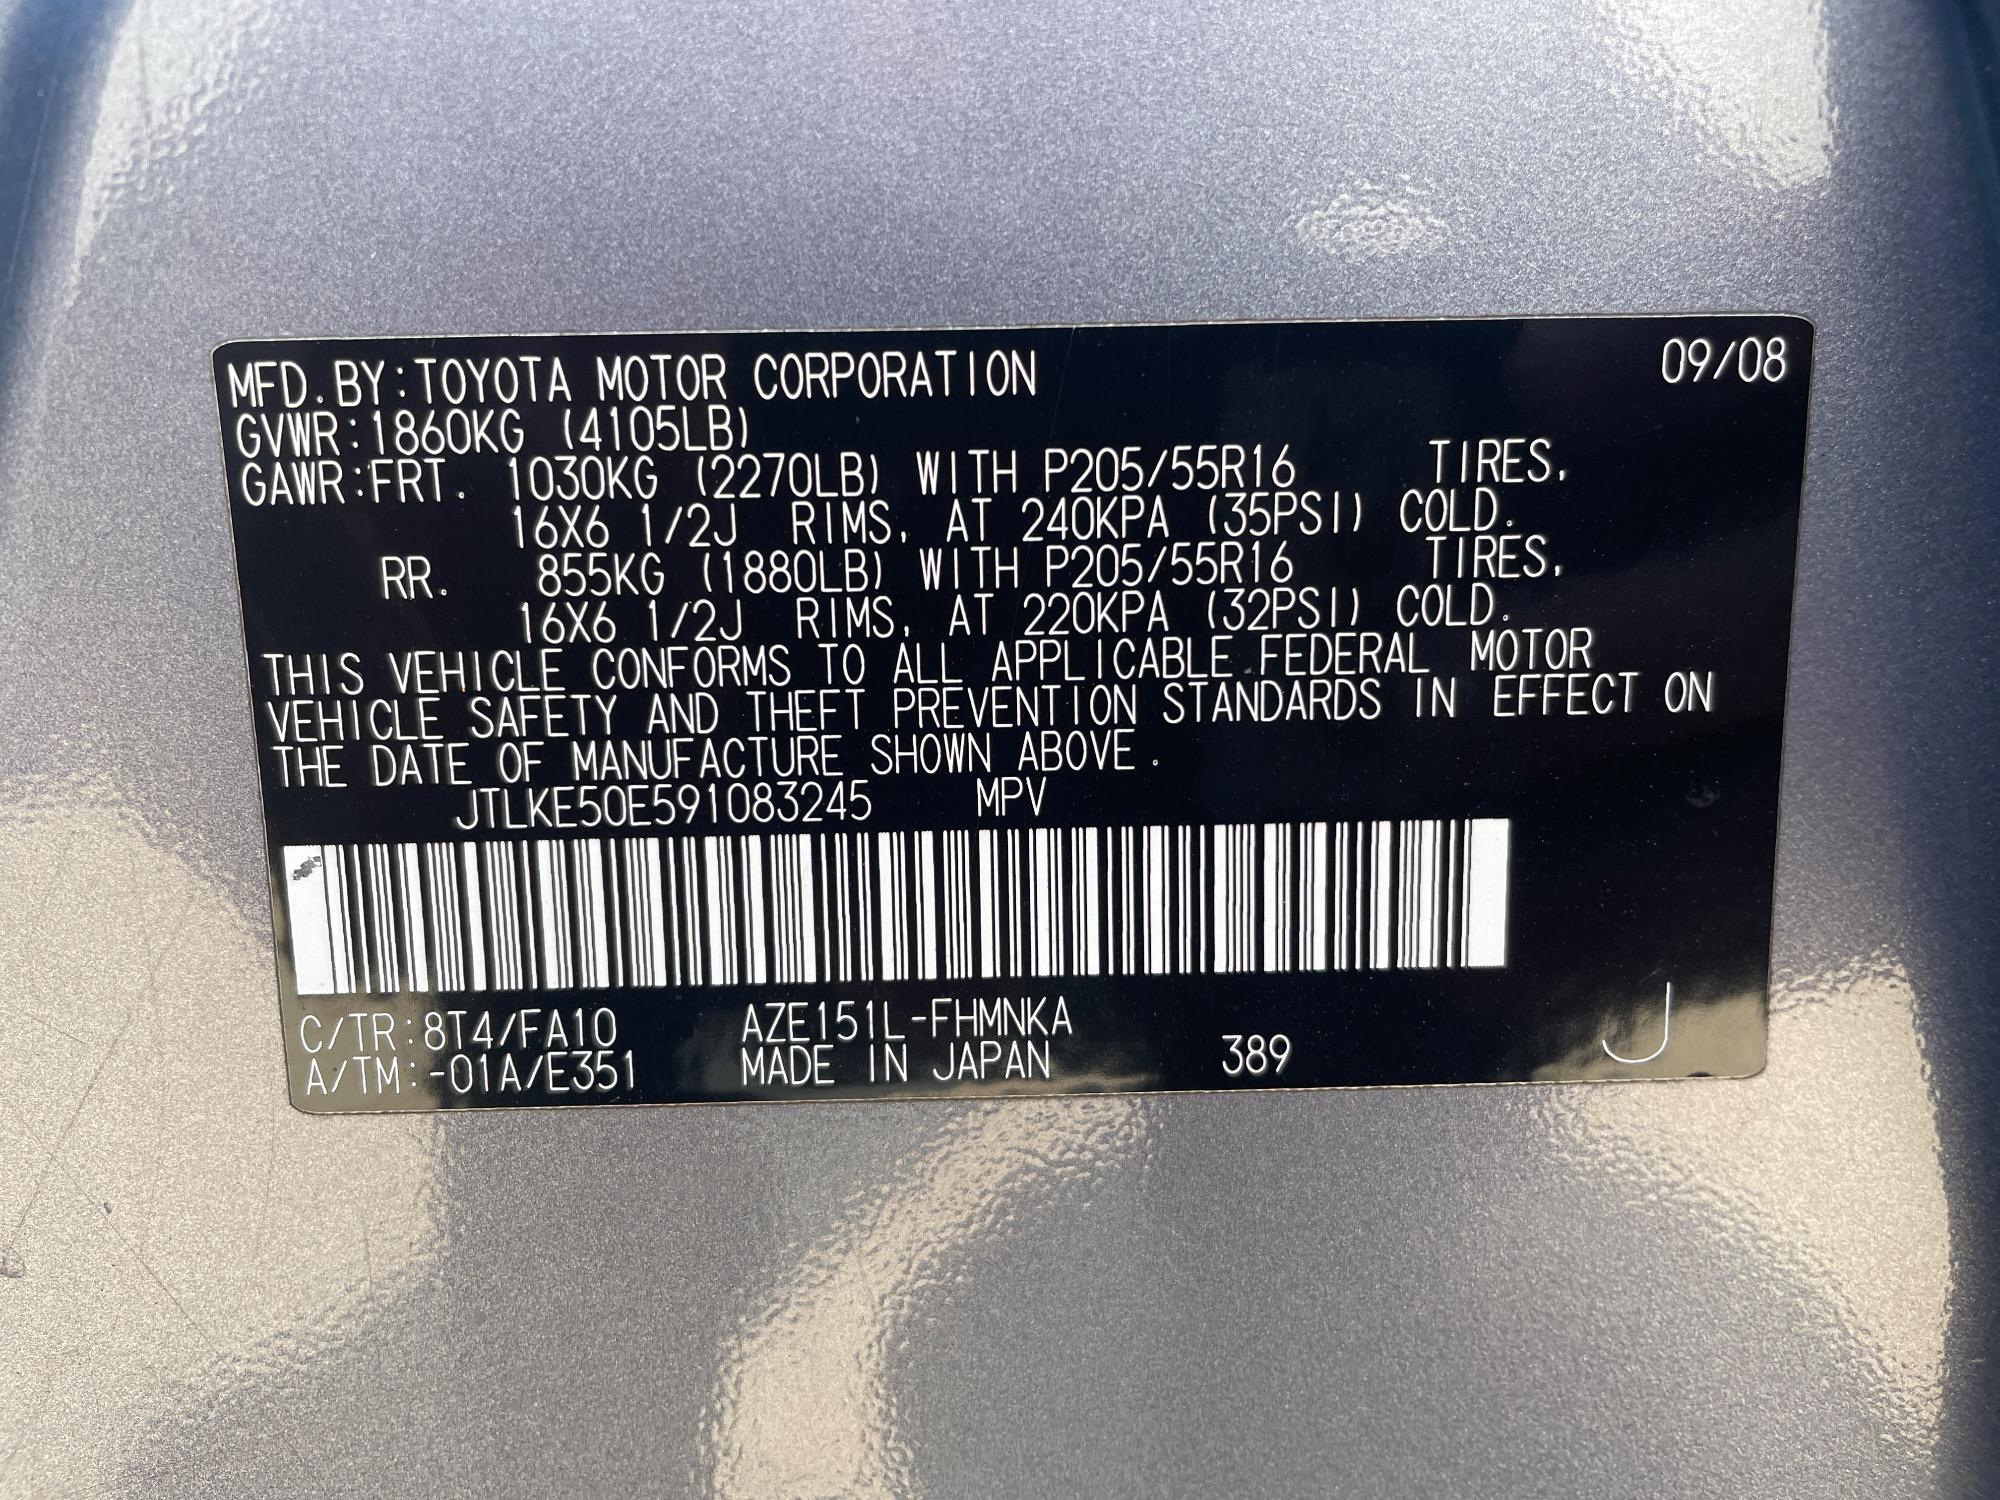 MFD.BY:TOYOTA MOTOR CORPORATION 09/08
GVWR:1860KG (4105LB)
GAWR:FRT. 1030KG (2270LB) WITH P205/55R16 TIRES,
16X6 1/2J RIMS, AT 240KPA (35PSI) COLD.
RR. 855KG (1880LB) WITH P205/55R16 TIRES,
16X6 1/2J RIMS, AT 220KPA (32PSI) COLD.
THIS VEHICLE CONFORMS TO ALL APPLICABLE FEDERAL MOTOR
VEHICLE SAFETY AND THEFT PREVENTION STANDARDS IN EFFECT ON
THE DATE OF MANUFACTURE SHOWN ABOVE.
JTLKE50E591083245 MPV
C/TR:8T4/FA10 AZE151L-FHMNKA
A/TM:-01A/E351 MADE IN JAPAN 389 J